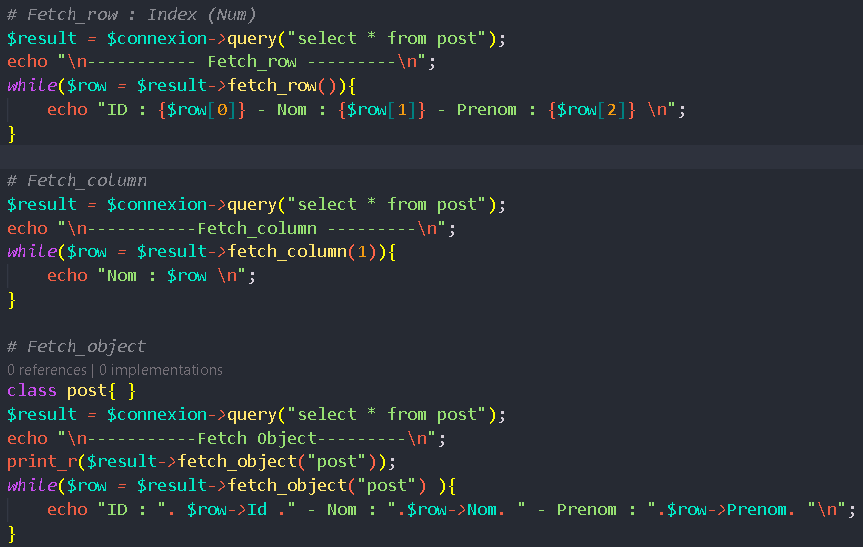 # Fetch_row : Index (Num)
$result = $connexion->query("select * from post");
echo "\n----------- Fetch_row ---------\n";
while($row = $result->fetch_row()){
    echo "ID : {$row[0]} - Nom : {$row[1]} - Prenom : {$row[2]} \n";
}
# Fetch_column
$result = $connexion->query("select * from post");
echo "\n-----------Fetch_column ---------\n";
while($row = $result->fetch_column(1)){
    echo "Nom : $row \n";
}
# Fetch_object
0 references | 0 implementations
class post{ }
$result = $connexion->query("select * from post");
echo "\n-----------Fetch Object---------\n";
print_r($result->fetch_object("post"));
while($row = $result->fetch_object("post") ){
    echo "ID : ". $row->Id ." - Nom : ".$row->Nom. " - Prenom : ".$row->Prenom. "\n";
}